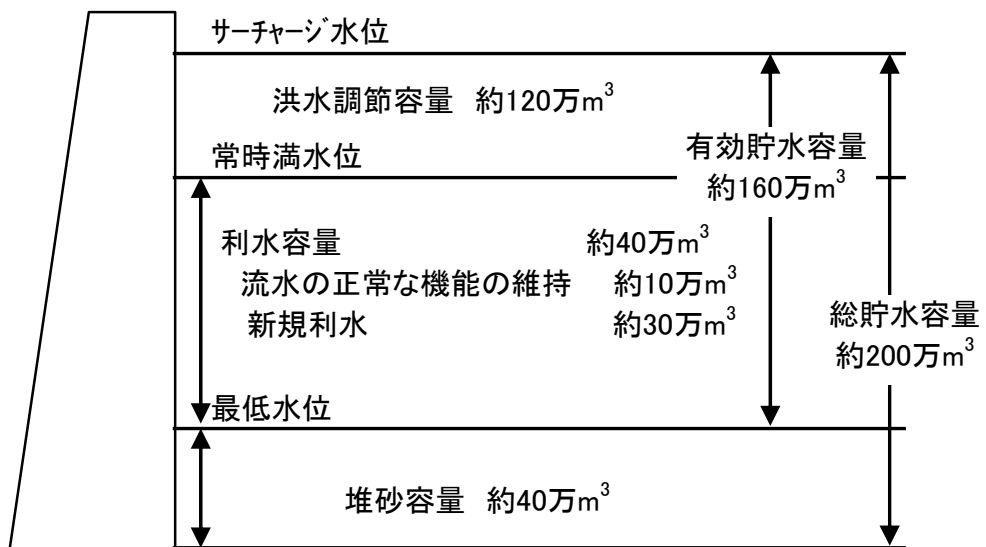 サーチャージ水位
洪水調節容量 約120万m³
常時満水位
有効貯水容量
約160万m³
利水容量 約40万m³
流水の正常な機能の維持 約10万m³
新規利水 約30万m³
総貯水容量
約200万m³
最低水位
堆砂容量 約40万m³